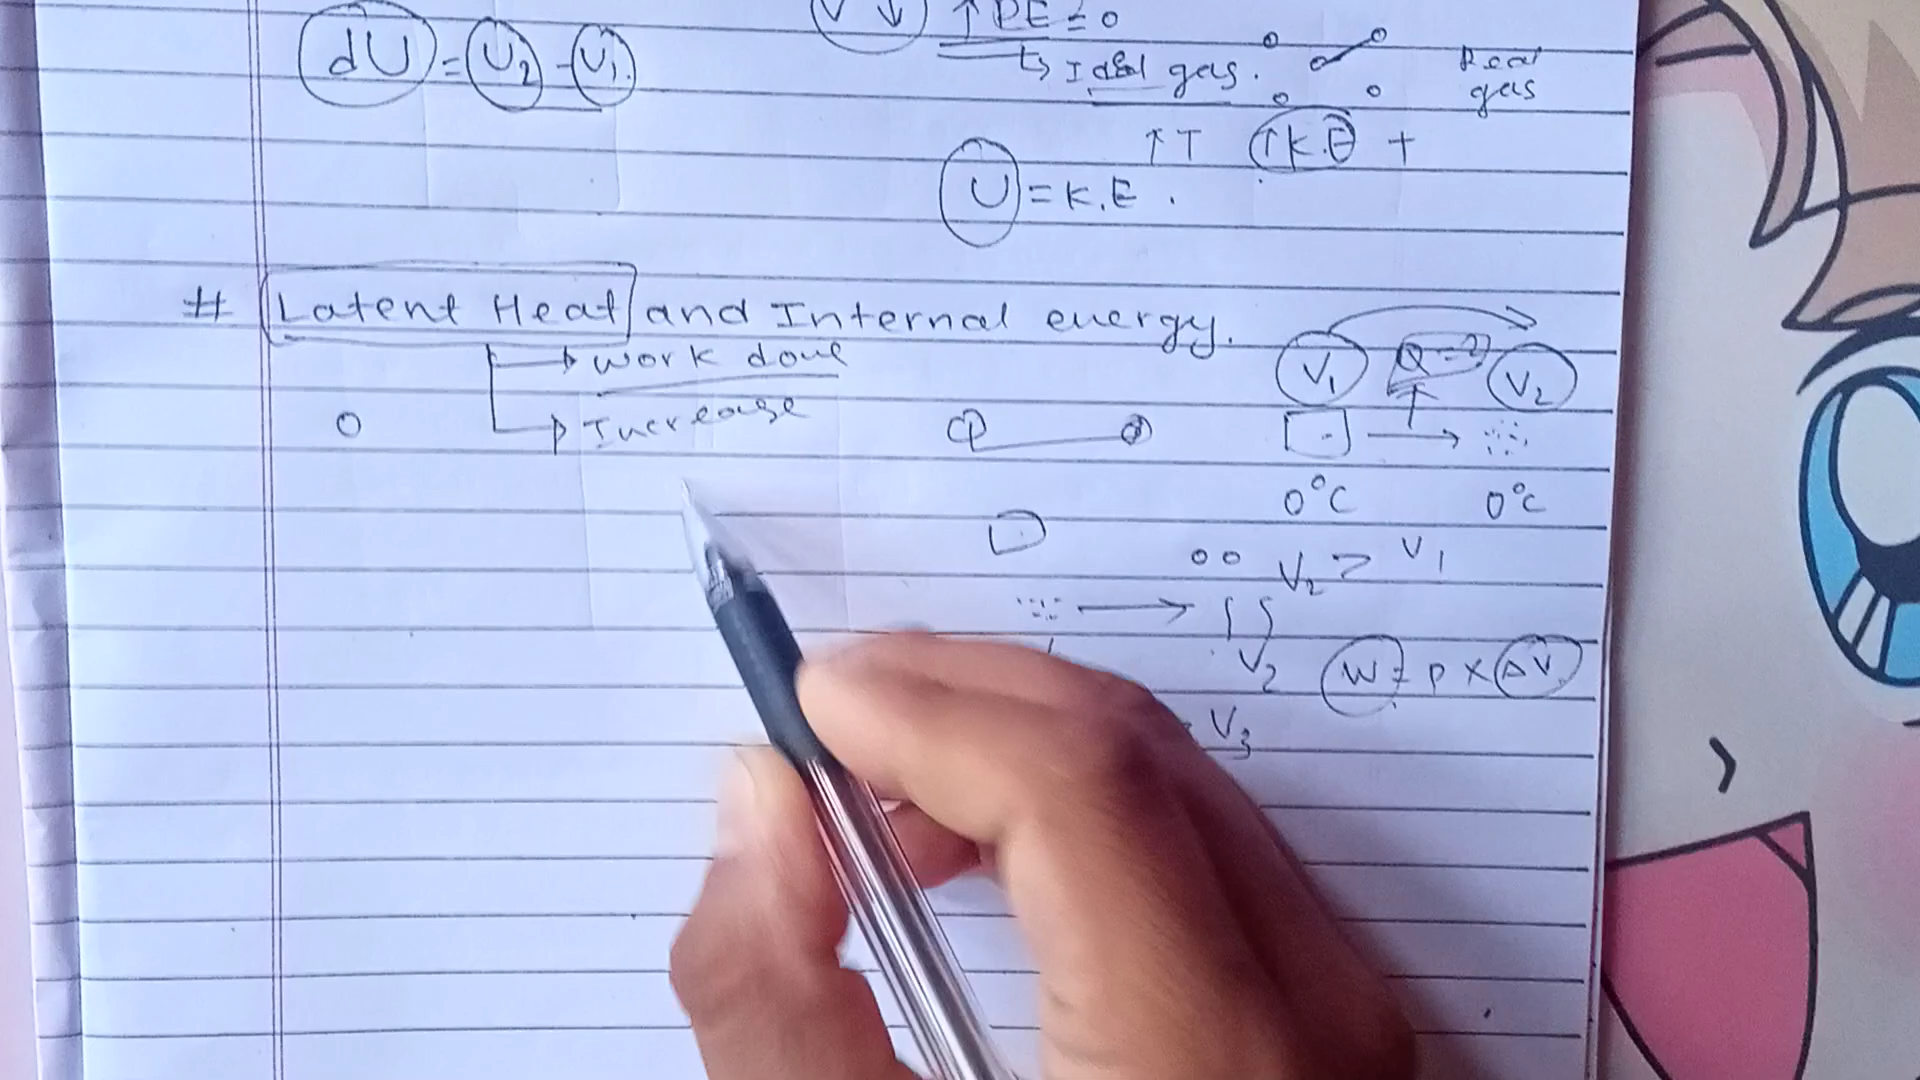 ↑ PE = 0
dU = U2 - U1.
↳ Ideal gas.
Real gas
↑T ↑K.E +
U = K.E.
# Latent Heat and Internal energy.
→ work done
→ Increase
V1 Q = V2
0°C 0°C
V2 > V1
V2
W = P × ΔV
V3